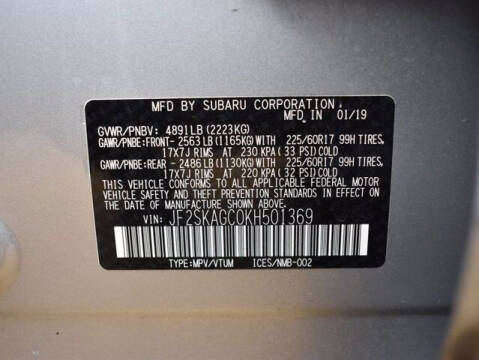 MFD. BY SUBARU CORPORATION
MFD. IN 01/19
GVWR/PNBV: 4891LB (2223KG)
GAWR/PNBE:FRONT- 2563 LB (1165KG) WITH 225/60R17 99H TIRES,
17X7J RIMS AT 230 KPA (33 PSI) COLD
GAWR/PNBE:REAR - 2486 LB (1130KG) WITH 225/60R17 99H TIRES,
17X7J RIMS AT 220 KPA (32 PSI) COLD
THIS VEHICLE CONFORMS TO ALL APPLICABLE FEDERAL MOTOR
VEHICLE SAFETY STANDARDS IN EFFECT ON THE DATE OF
MANUFACTURE SHOWN ABOVE.
VIN: JF2SKAGC0KH501369
TYPE:MPV/VTUM ICES/NMB-002